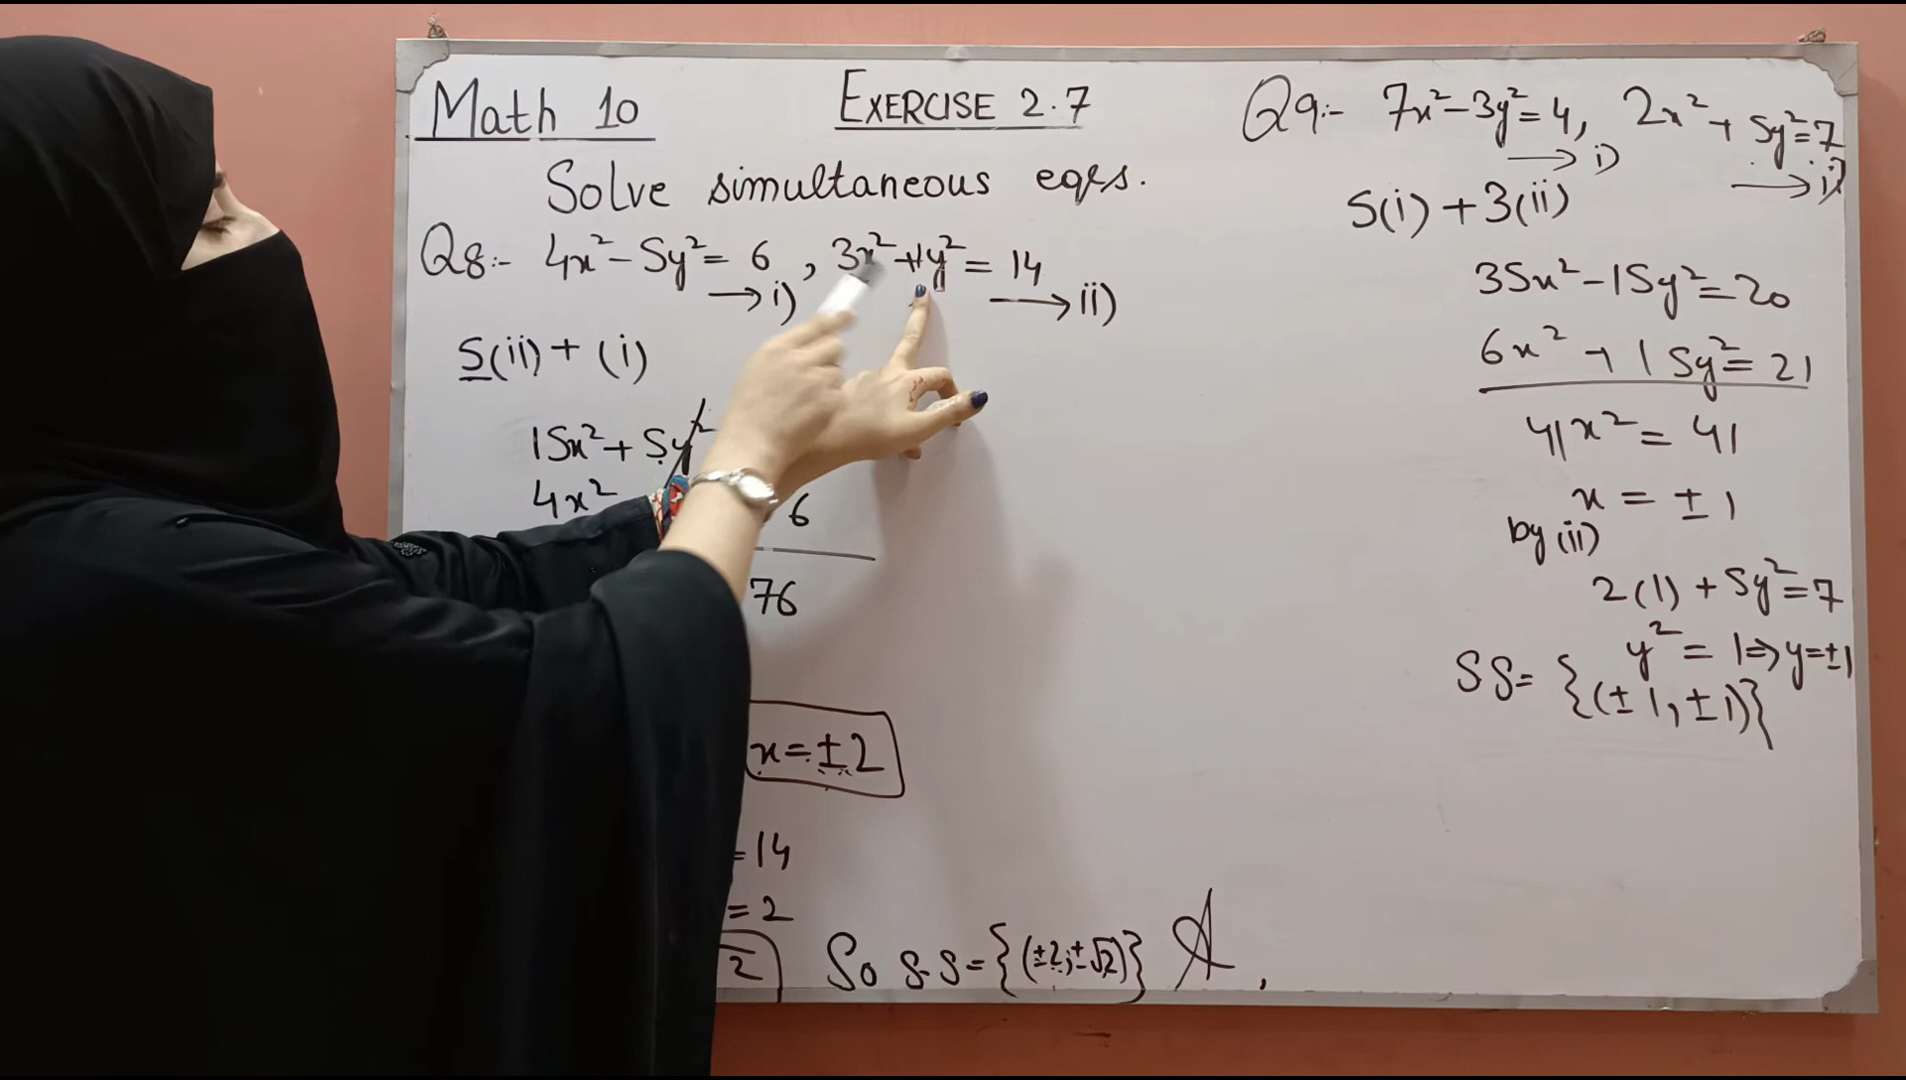 Math 10
EXERCISE 2.7
Solve simultaneous eqs.
Q8:- 4x² - 5y² = 6 , 3x² + 1y² = 14
→ i) → ii)
5(ii) + (i)
15x² + 5y²
4x² 6
76
x = ±2
= 14
= 2
2
So S.S = {(±2, ±√2)} A.
Q9:- 7x² - 3y² = 4, 2x² + 5y² = 7
→ i) → ii)
5(i) + 3(ii)
35x² - 15y² = 20
6x² + 15y² = 21
41x² = 41
x = ±1
by (ii)
2(1) + 5y² = 7
y² = 1 ⇒ y = ±1
SS = {(±1, ±1)}